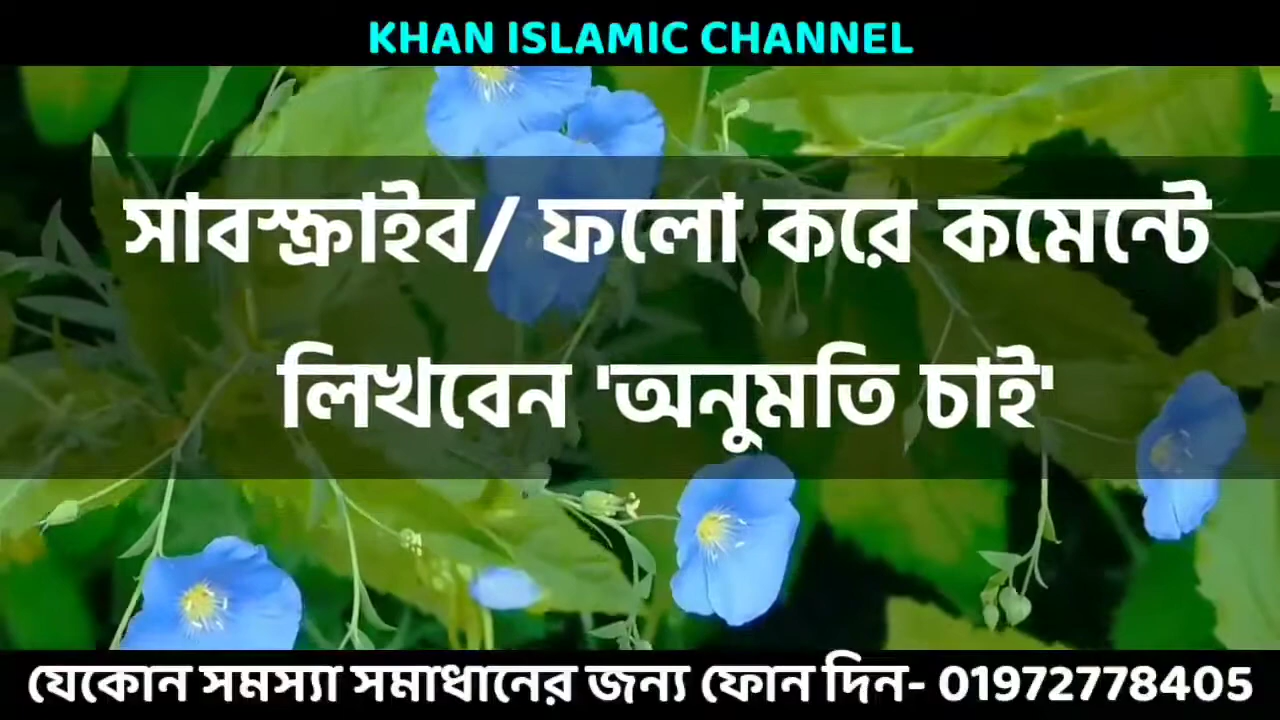 KHAN ISLAMIC CHANNEL
সাবস্ক্রাইব/ ফলো করে কমেন্টে
লিখবেন 'অনুমতি চাই'
যেকোন সমস্যা সমাধানের জন্য ফোন দিন- 01972778405